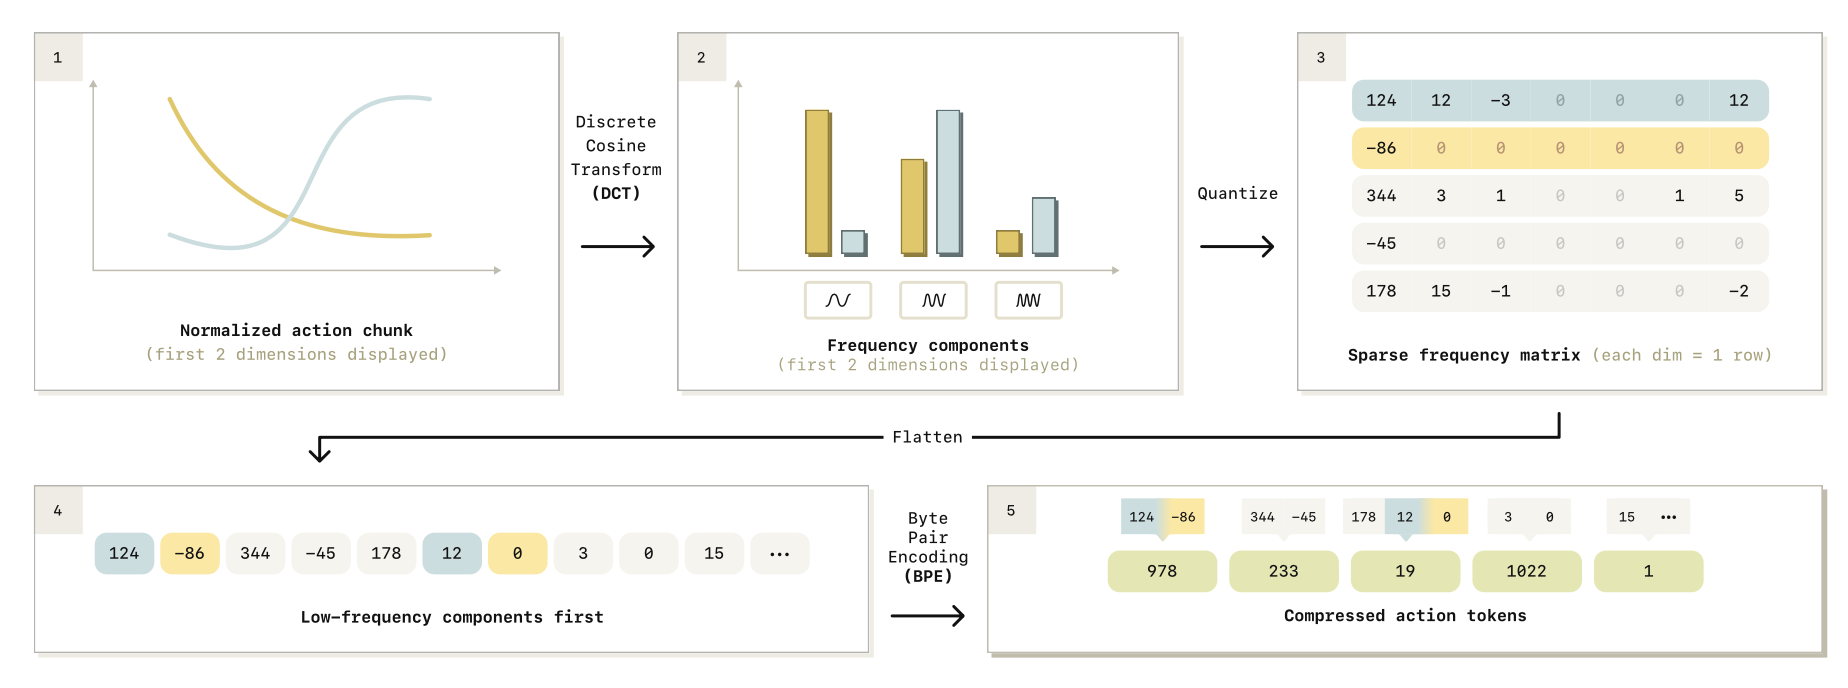 1
Normalized action chunk
(first 2 dimensions displayed)
Discrete
Cosine
Transform
(DCT)
2
Frequency components
(first 2 dimensions displayed)
Quantize
3
124 12 −3 0 0 0 12
−86 0 0 0 0 0 0
344 3 1 0 0 1 5
−45 0 0 0 0 0 0
178 15 −1 0 0 0 −2
Sparse frequency matrix (each dim = 1 row)
Flatten
4
124 −86 344 −45 178 12 0 3 0 15 •••
Low−frequency components first
Byte
Pair
Encoding
(BPE)
5
124 −86 344 −45 178 12 0 3 0 15 •••
978 233 19 1022 1
Compressed action tokens